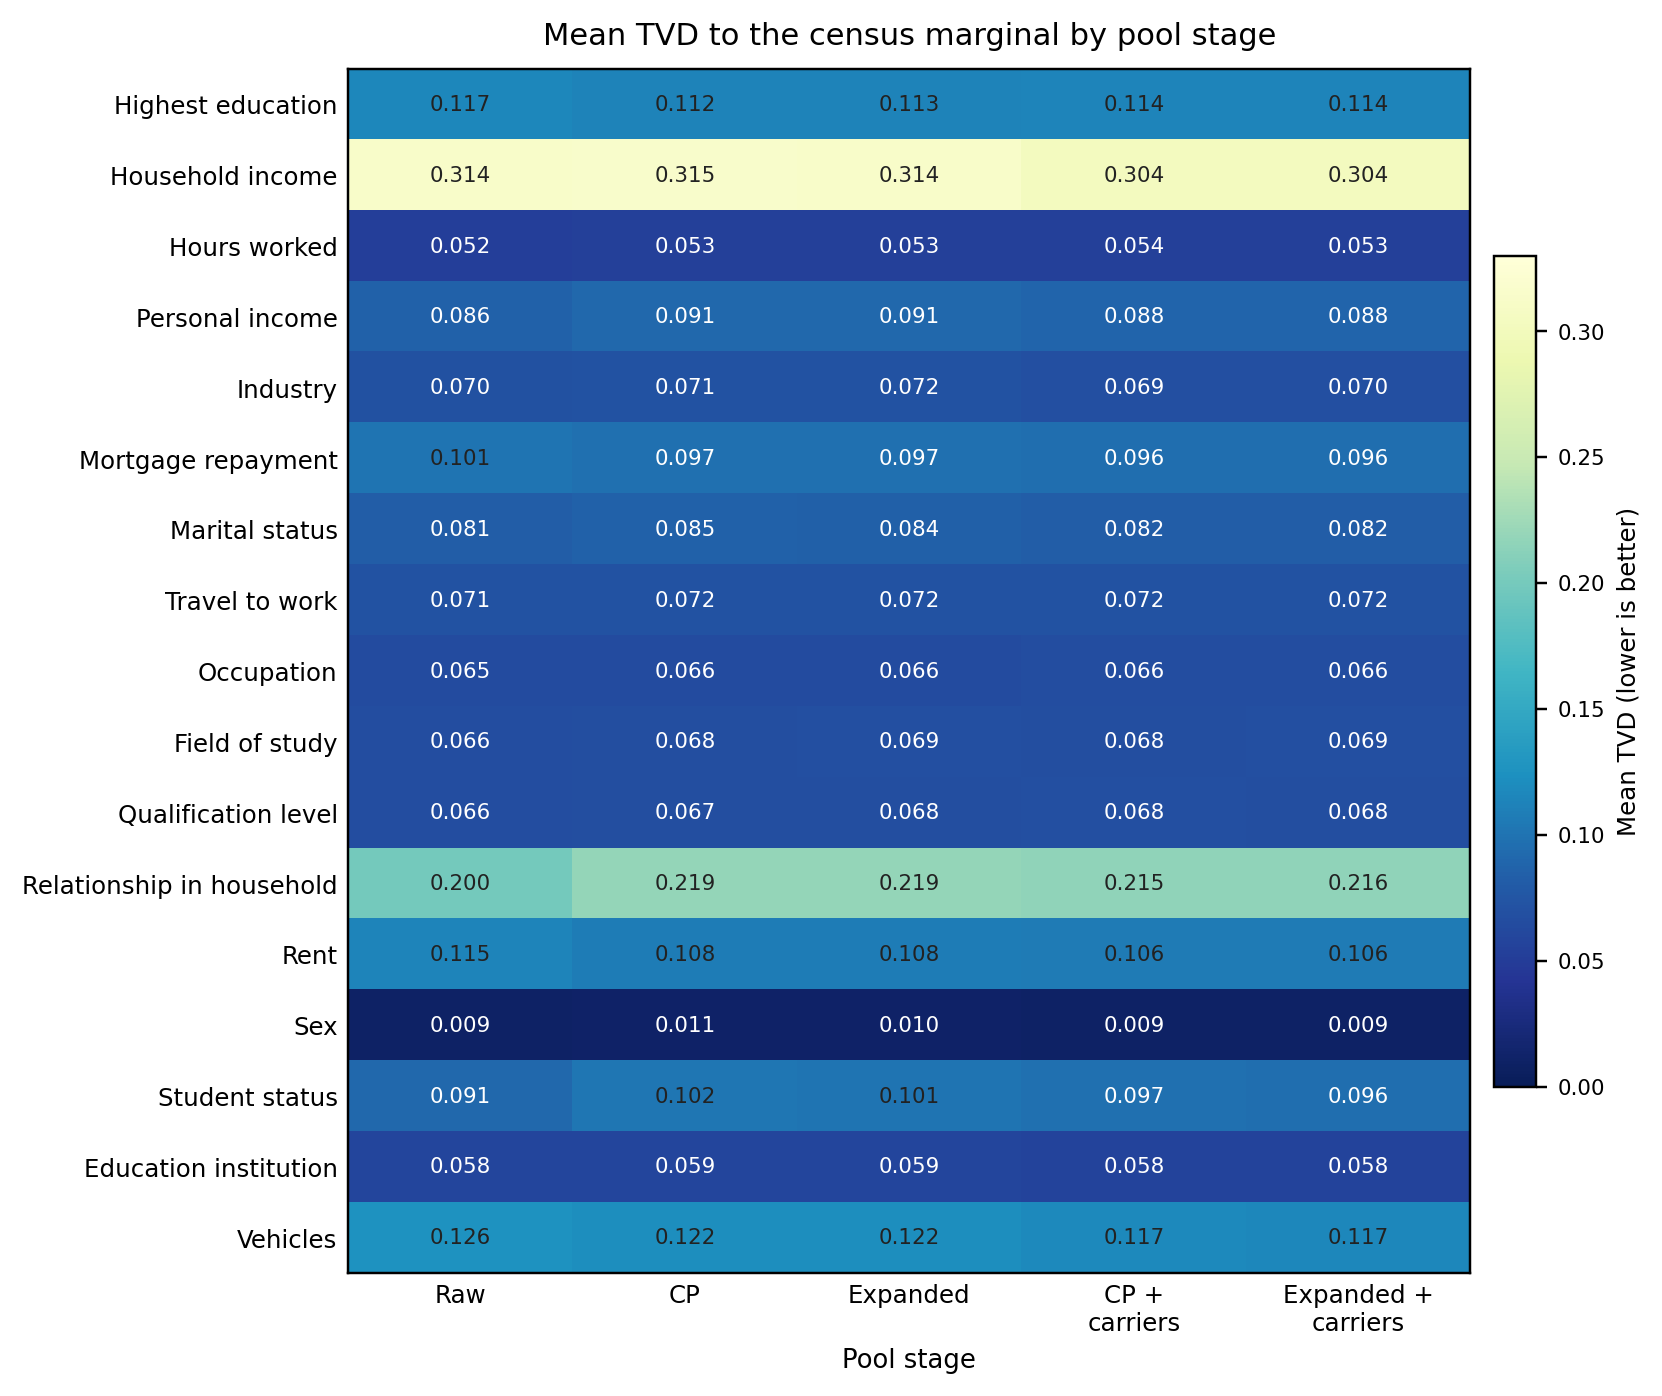 Mean TVD to the census marginal by pool stage
Highest education 0.117 0.112 0.113 0.114 0.114
Household income 0.314 0.315 0.314 0.304 0.304
Hours worked 0.052 0.053 0.053 0.054 0.053
Personal income 0.086 0.091 0.091 0.088 0.088
Industry 0.070 0.071 0.072 0.069 0.070
Mortgage repayment 0.101 0.097 0.097 0.096 0.096
Marital status 0.081 0.085 0.084 0.082 0.082
Travel to work 0.071 0.072 0.072 0.072 0.072
Occupation 0.065 0.066 0.066 0.066 0.066
Field of study 0.066 0.068 0.069 0.068 0.069
Qualification level 0.066 0.067 0.068 0.068 0.068
Relationship in household 0.200 0.219 0.219 0.215 0.216
Rent 0.115 0.108 0.108 0.106 0.106
Sex 0.009 0.011 0.010 0.009 0.009
Student status 0.091 0.102 0.101 0.097 0.096
Education institution 0.058 0.059 0.059 0.058 0.058
Vehicles 0.126 0.122 0.122 0.117 0.117
Raw CP Expanded CP + Expanded +
carriers carriers
Pool stage
0.30
0.25
0.20
0.15
0.10
0.05
0.00
Mean TVD (lower is better)